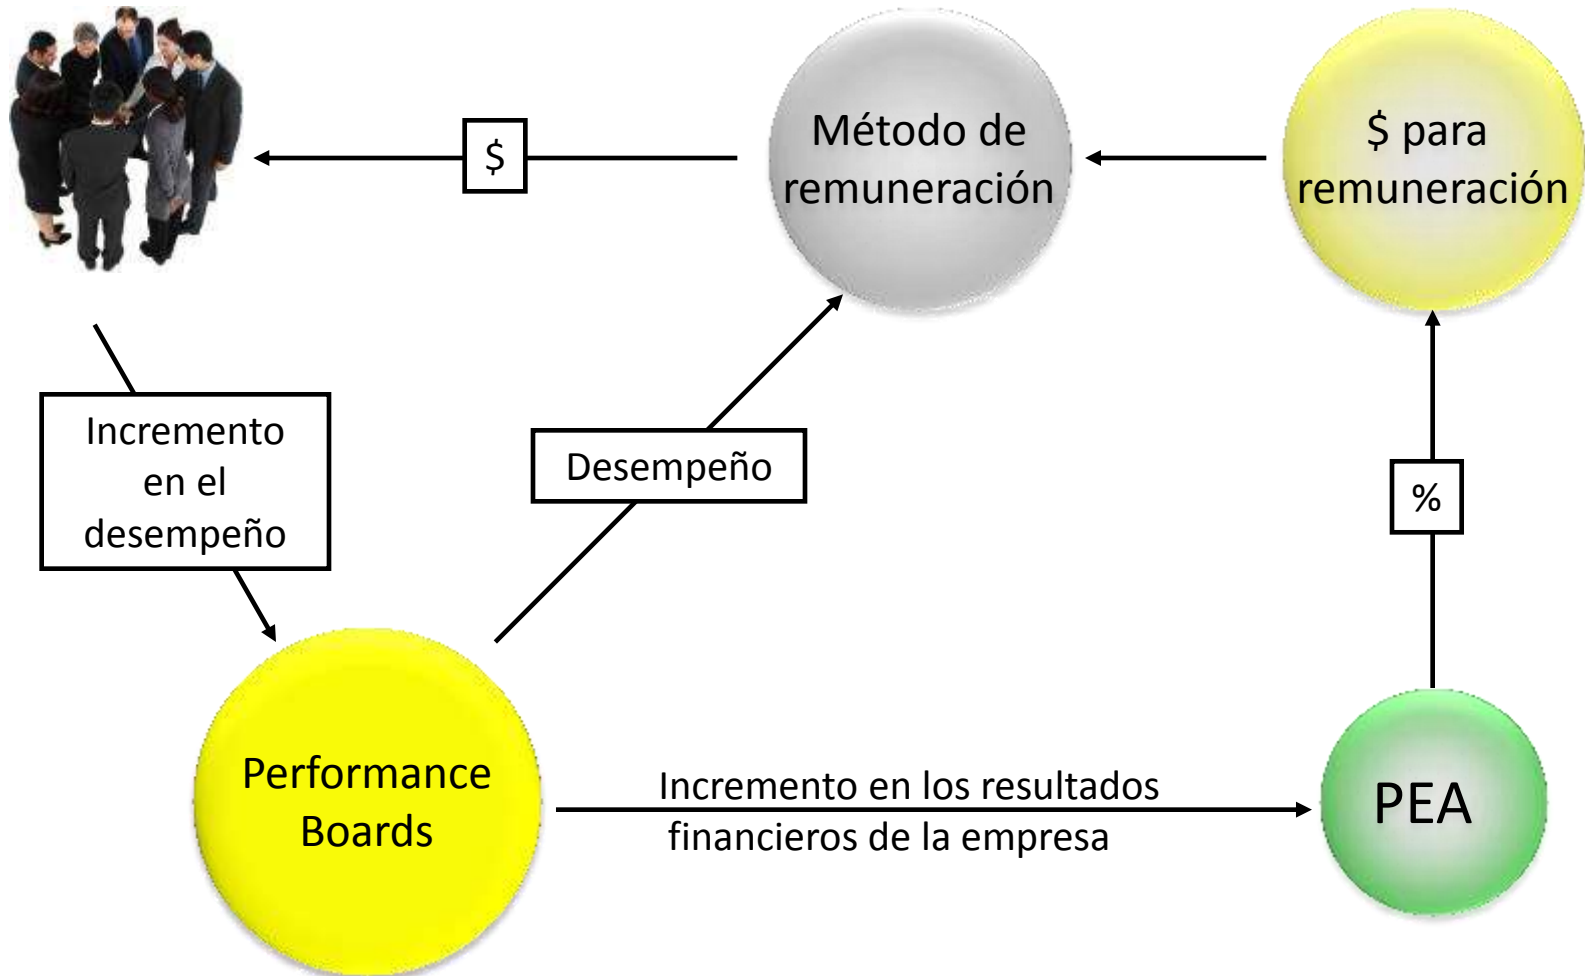 $
Método de
remuneración
$ para
remuneración
Incremento
en el
desempeño
Desempeño
%
Performance
Boards
Incremento en los resultados
financieros de la empresa
PEA